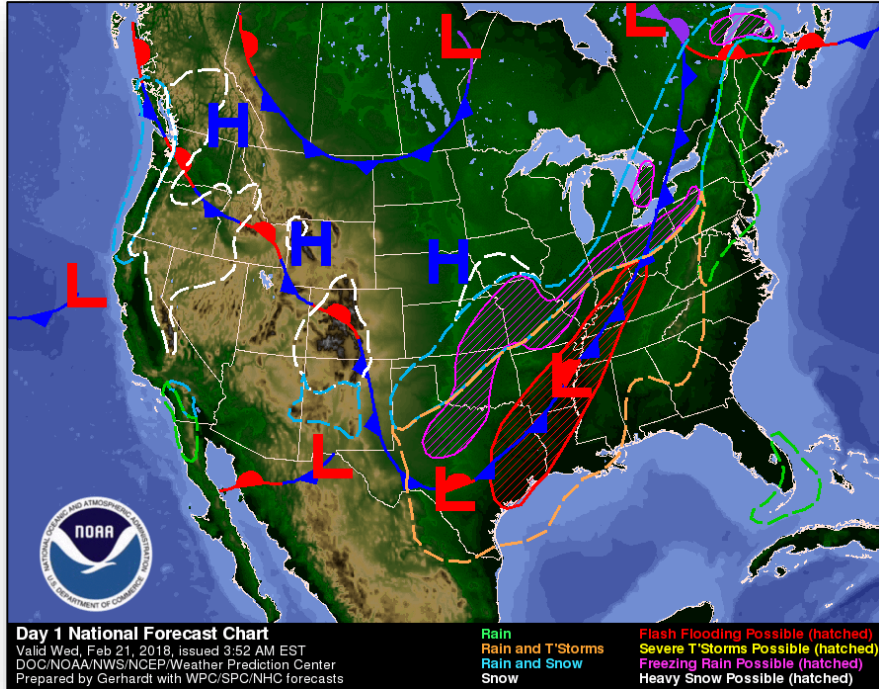 L
L
H
H
H
L
L
L
L
NATIONAL OCEANIC AND ATMOSPHERIC ADMINISTRATION
NOAA
U.S. DEPARTMENT OF COMMERCE
Day 1 National Forecast Chart
Valid Wed, Feb 21, 2018, issued 3:52 AM EST
DOC/NOAA/NWS/NCEP/Weather Prediction Center
Prepared by Gerhardt with WPC/SPC/NHC forecasts
Rain
Rain and T'Storms
Rain and Snow
Snow
Flash Flooding Possible (hatched)
Severe T'Storms Possible (hatched)
Freezing Rain Possible (hatched)
Heavy Snow Possible (hatched)